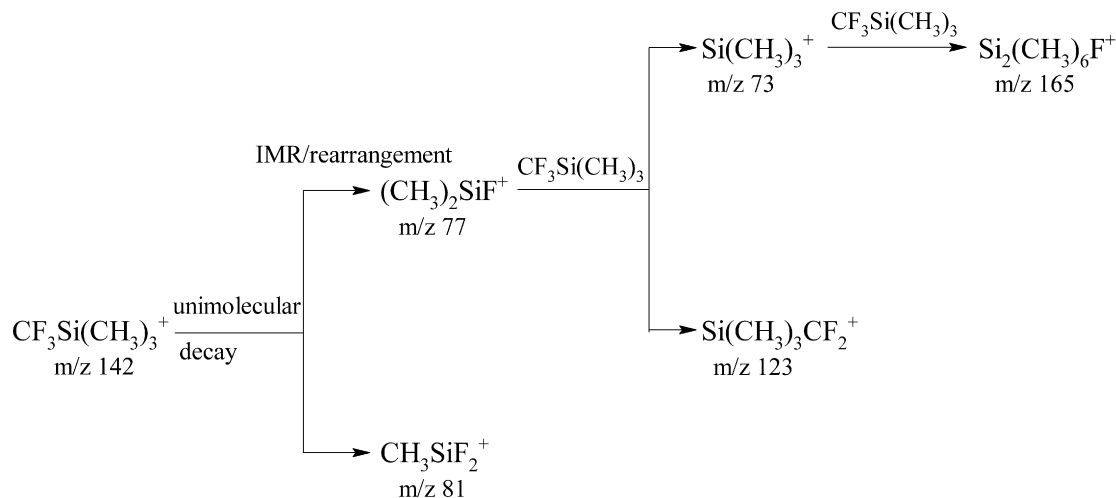 CF₃Si(CH₃)₃
Si(CH₃)₃⁺
m/z 73
Si₂(CH₃)₆F⁺
m/z 165
IMR/rearrangement
(CH₃)₂SiF⁺
m/z 77
CF₃Si(CH₃)₃
unimolecular
decay
CF₃Si(CH₃)₃⁺
m/z 142
Si(CH₃)₃CF₂⁺
m/z 123
CH₃SiF₂⁺
m/z 81